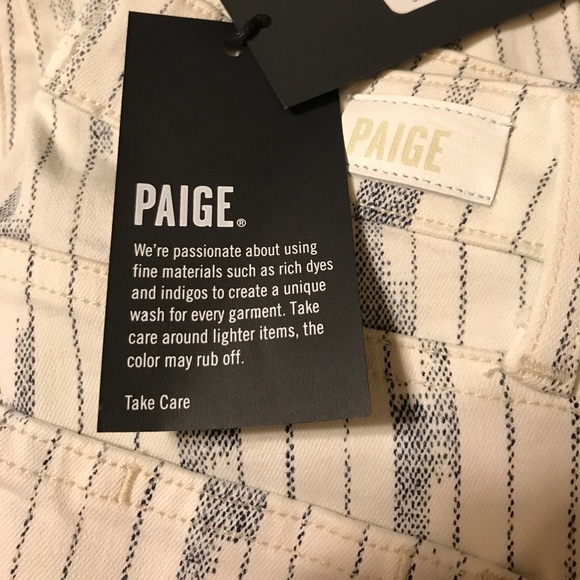 PAIGE
PAIGE®
We're passionate about using
fine materials such as rich dyes
and indigos to create a unique
wash for every garment. Take
care around lighter items, the
color may rub off.
Take Care